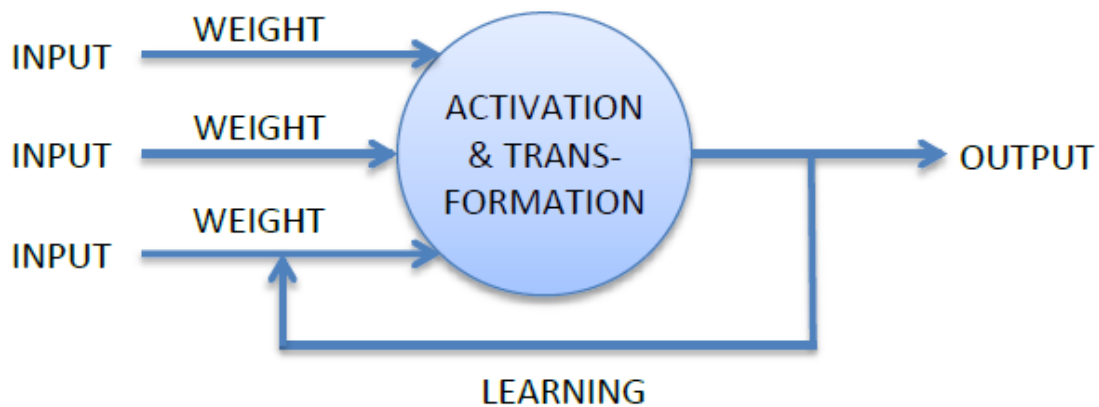 WEIGHT
INPUT
WEIGHT
INPUT
WEIGHT
INPUT
ACTIVATION
& TRANS-
FORMATION
OUTPUT
LEARNING